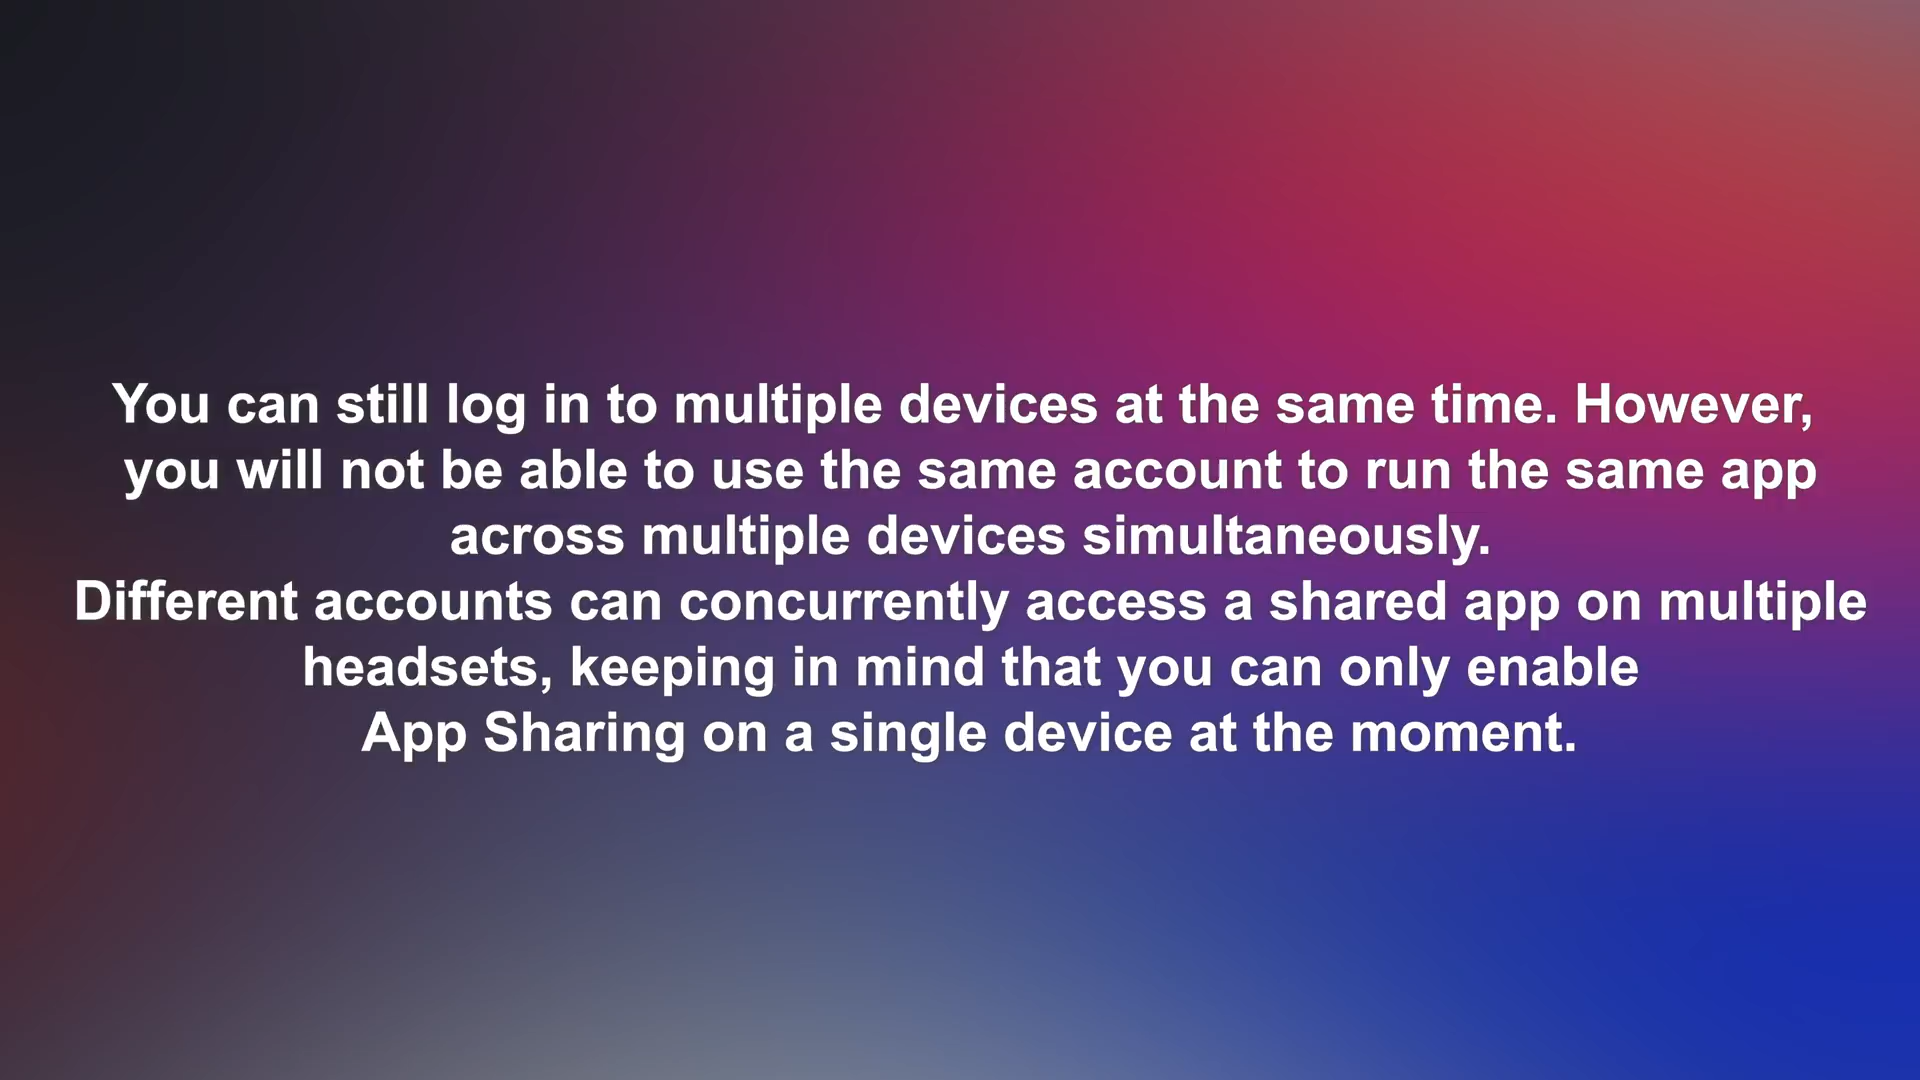 You can still log in to multiple devices at the same time. However,
you will not be able to use the same account to run the same app
across multiple devices simultaneously.
Different accounts can concurrently access a shared app on multiple
headsets, keeping in mind that you can only enable
App Sharing on a single device at the moment.